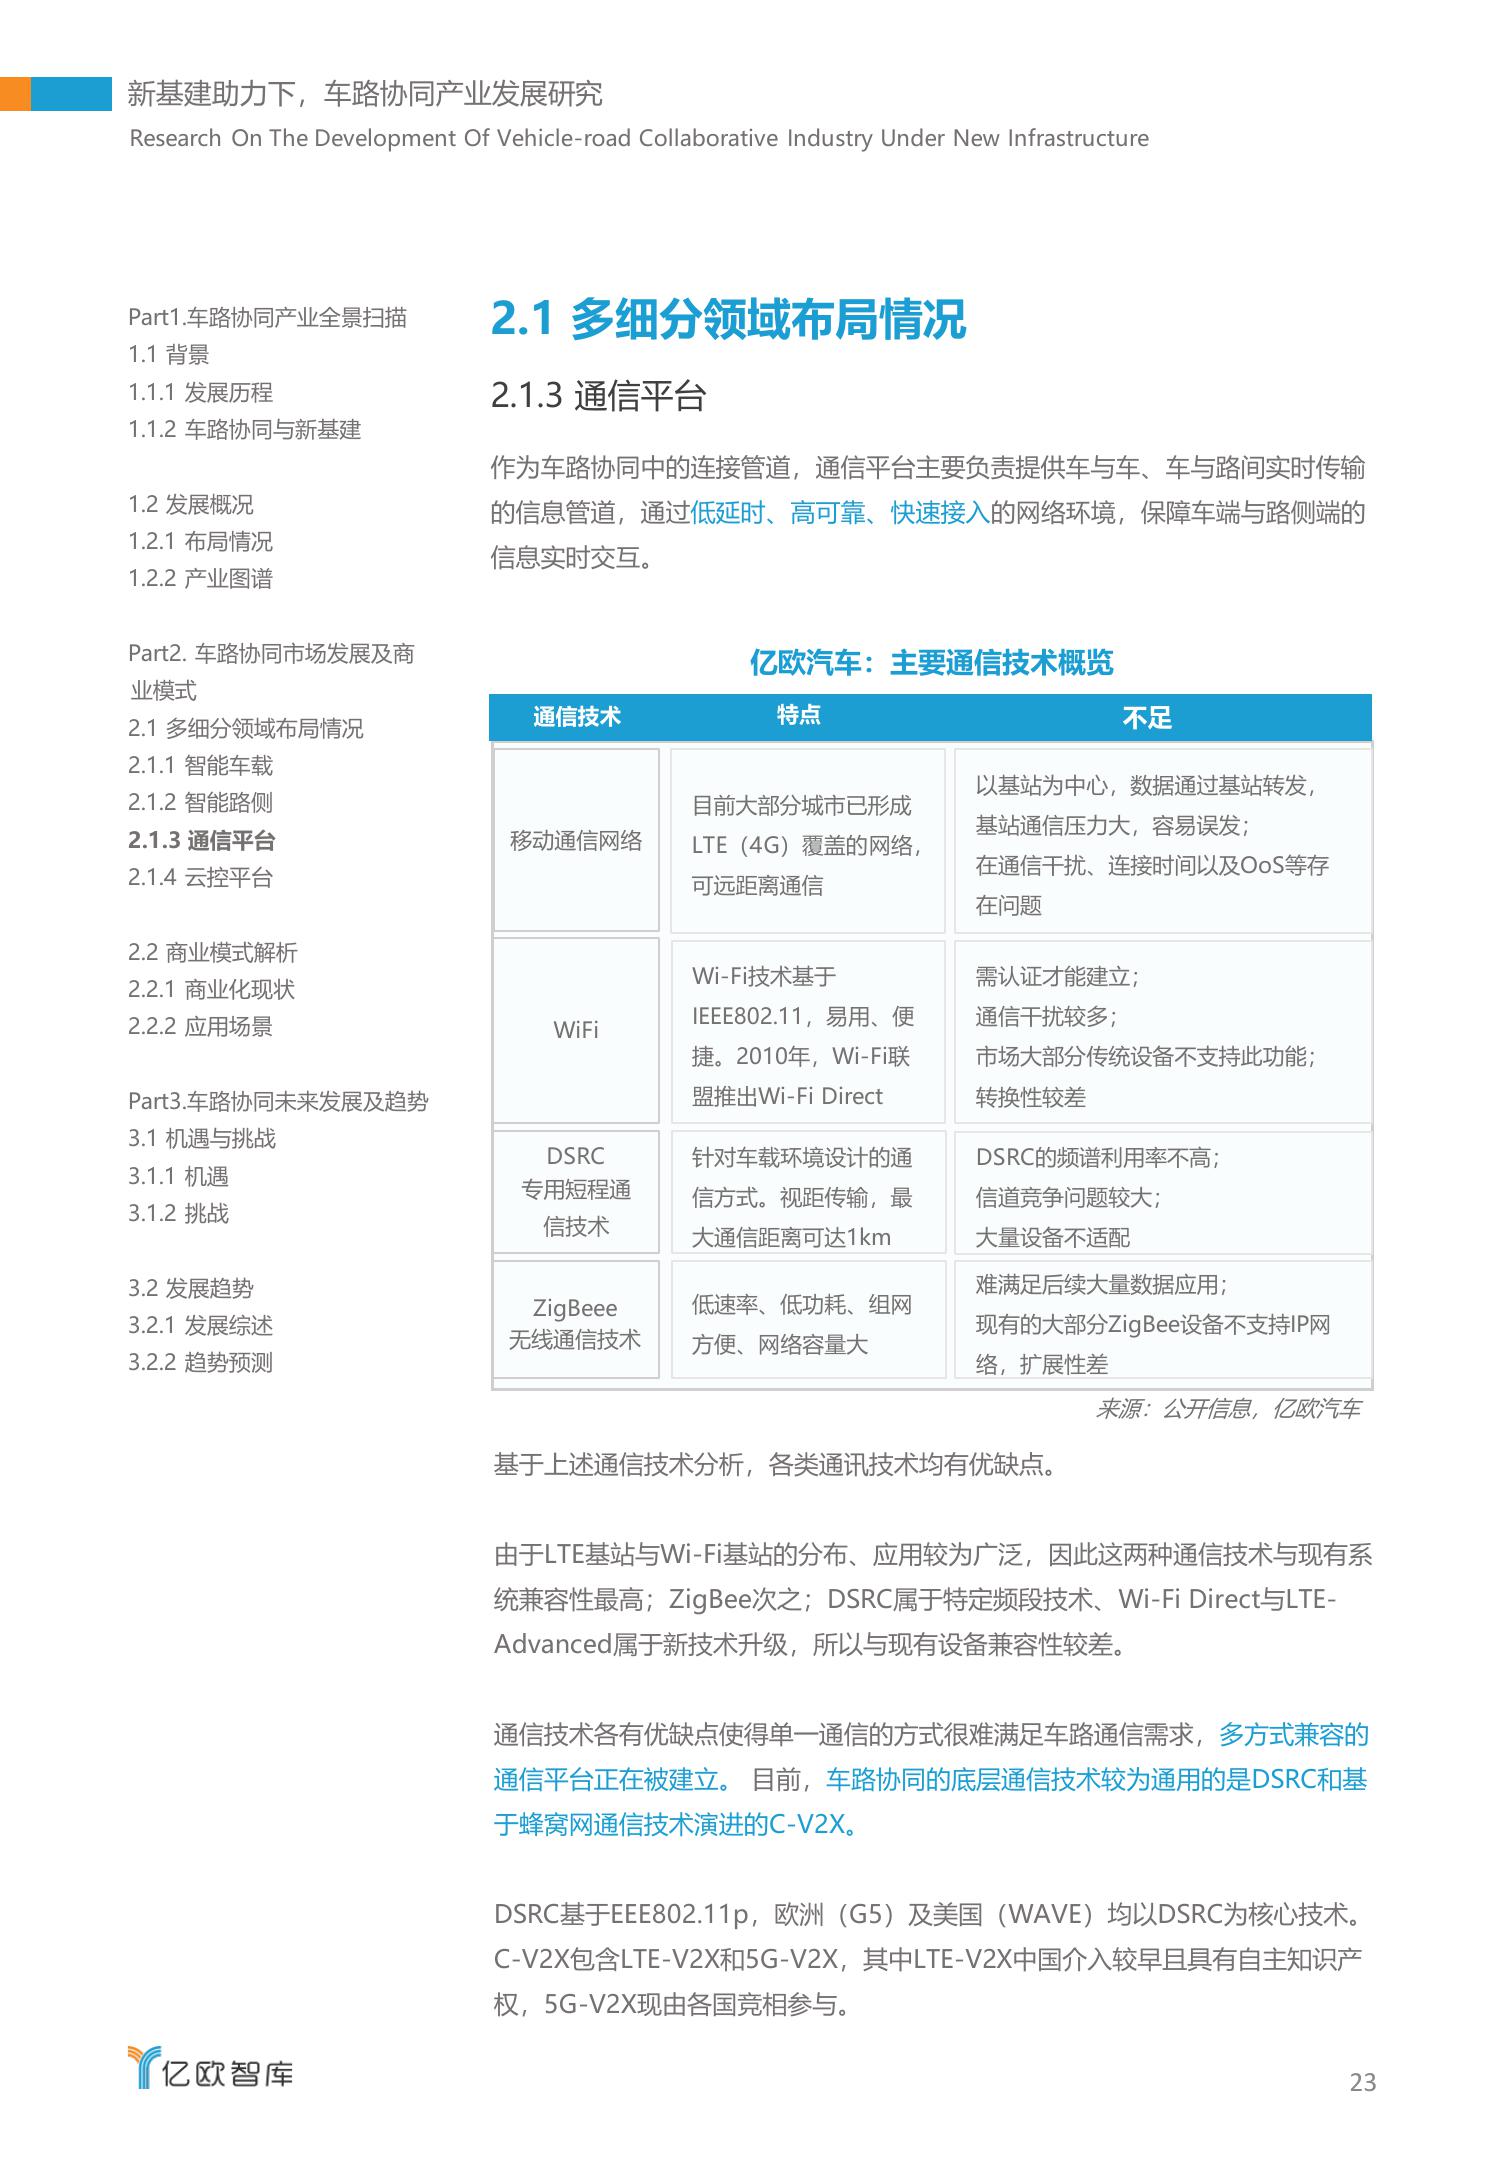 新基建助力下，车路协同产业发展研究
Research On The Development Of Vehicle-road Collaborative Industry Under New Infrastructure
Part1.车路协同产业全景扫描
1.1 背景
1.1.1 发展历程
1.1.2 车路协同与新基建
1.2 发展概况
1.2.1 布局情况
1.2.2 产业图谱
Part2. 车路协同市场发展及商
业模式
2.1 多细分领域布局情况
2.1.1 智能车载
2.1.2 智能路侧
2.1.3 通信平台
2.1.4 云控平台
2.2 商业模式解析
2.2.1 商业化现状
2.2.2 应用场景
Part3.车路协同未来发展及趋势
3.1 机遇与挑战
3.1.1 机遇
3.1.2 挑战
3.2 发展趋势
3.2.1 发展综述
3.2.2 趋势预测
2.1 多细分领域布局情况
2.1.3 通信平台
作为车路协同中的连接管道，通信平台主要负责提供车与车、车与路间实时传输
的信息管道，通过低延时、高可靠、快速接入的网络环境，保障车端与路侧端的
信息实时交互。
亿欧汽车：主要通信技术概览
通信技术 特点 不足
移动通信网络
目前大部分城市已形成
LTE（4G）覆盖的网络，
可远距离通信
以基站为中心，数据通过基站转发，
基站通信压力大，容易误发；
在通信干扰、连接时间以及OoS等存
在问题
WiFi
Wi-Fi技术基于
IEEE802.11，易用、便
捷。2010年，Wi-Fi联
盟推出Wi-Fi Direct
需认证才能建立；
通信干扰较多；
市场大部分传统设备不支持此功能；
转换性较差
DSRC
专用短程通
信技术
针对车载环境设计的通
信方式。视距传输，最
大通信距离可达1km
DSRC的频谱利用率不高；
信道竞争问题较大；
大量设备不适配
ZigBeee
无线通信技术
低速率、低功耗、组网
方便、网络容量大
难满足后续大量数据应用；
现有的大部分ZigBee设备不支持IP网
络，扩展性差
来源：公开信息，亿欧汽车
基于上述通信技术分析，各类通讯技术均有优缺点。
由于LTE基站与Wi-Fi基站的分布、应用较为广泛，因此这两种通信技术与现有系
统兼容性最高；ZigBee次之；DSRC属于特定频段技术、Wi-Fi Direct与LTE-
Advanced属于新技术升级，所以与现有设备兼容性较差。
通信技术各有优缺点使得单一通信的方式很难满足车路通信需求，多方式兼容的
通信平台正在被建立。 目前，车路协同的底层通信技术较为通用的是DSRC和基
于蜂窝网通信技术演进的C-V2X。
DSRC基于EEE802.11p，欧洲（G5）及美国（WAVE）均以DSRC为核心技术。
C-V2X包含LTE-V2X和5G-V2X，其中LTE-V2X中国介入较早且具有自主知识产
权，5G-V2X现由各国竞相参与。
亿欧智库
23